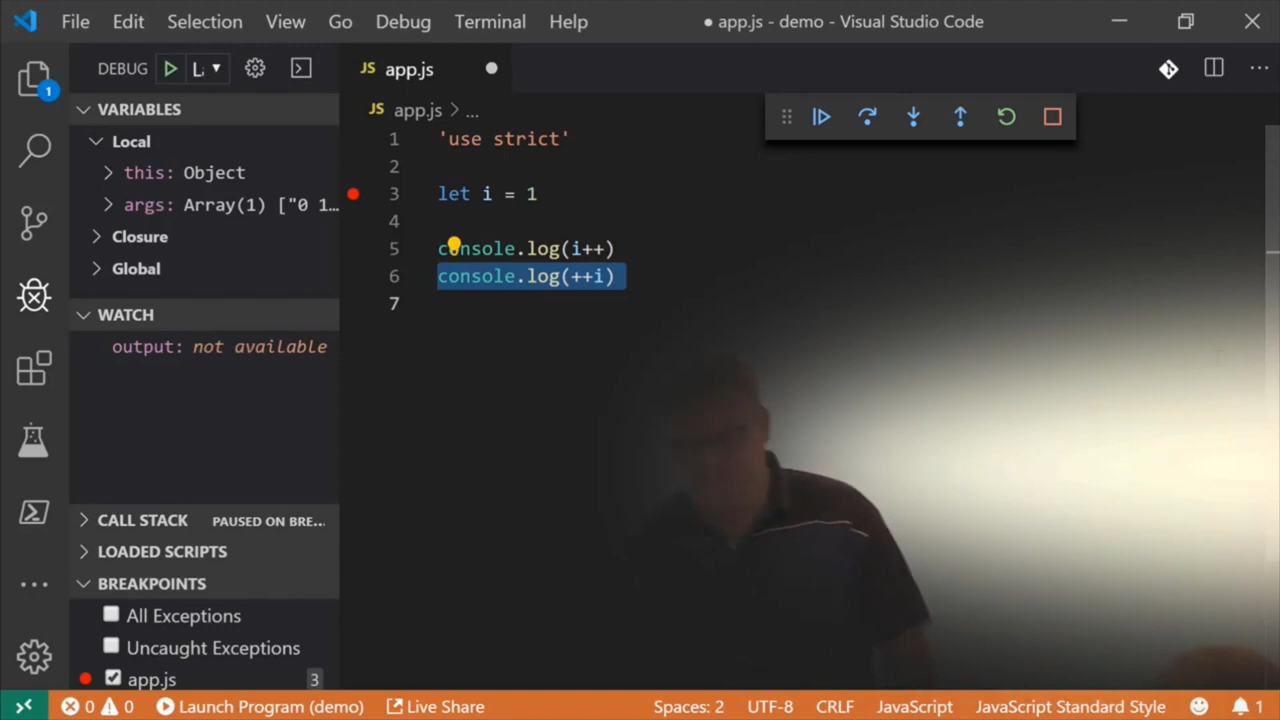 File Edit Selection View Go Debug Terminal Help ● app.js - demo - Visual Studio Code
DEBUG L
JS app.js
VARIABLES
Local
this: Object
args: Array(1) ["0 1…
Closure
Global
WATCH
output: not available
CALL STACK PAUSED ON BRE…
LOADED SCRIPTS
BREAKPOINTS
All Exceptions
Uncaught Exceptions
app.js 3
1
JS app.js > ...
1 'use strict'
2
3 let i = 1
4
5 console.log(i++)
6 console.log(++i)
7
0 0 Launch Program (demo) Live Share Spaces: 2 UTF-8 CRLF JavaScript JavaScript Standard Style 1